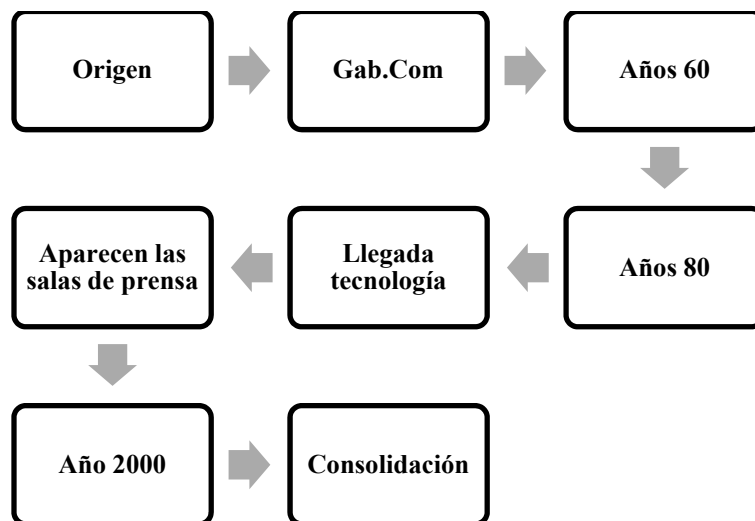 Origen
Gab.Com
Años 60
Años 80
Llegada
tecnología
Aparecen las
salas de prensa
Año 2000
Consolidación